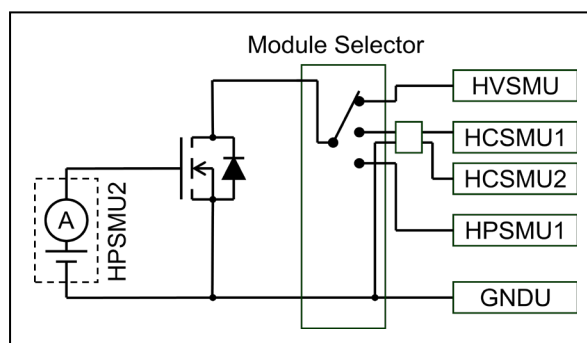 Module Selector
HVSMU
HCSMU1
HCSMU2
HPSMU1
GNDU
A
HPSMU2